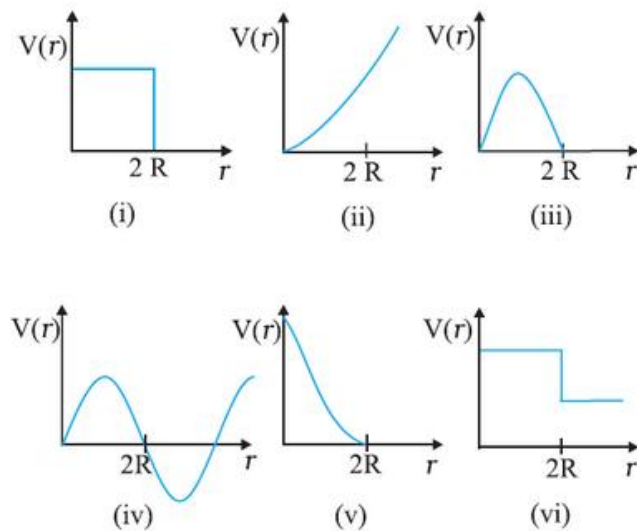 V(r) V(r) V(r)
2 R r 2 R r 2 R r
(i) (ii) (iii)
V(r) V(r) V(r)
2R r 2R r 2R r
(iv) (v) (vi)